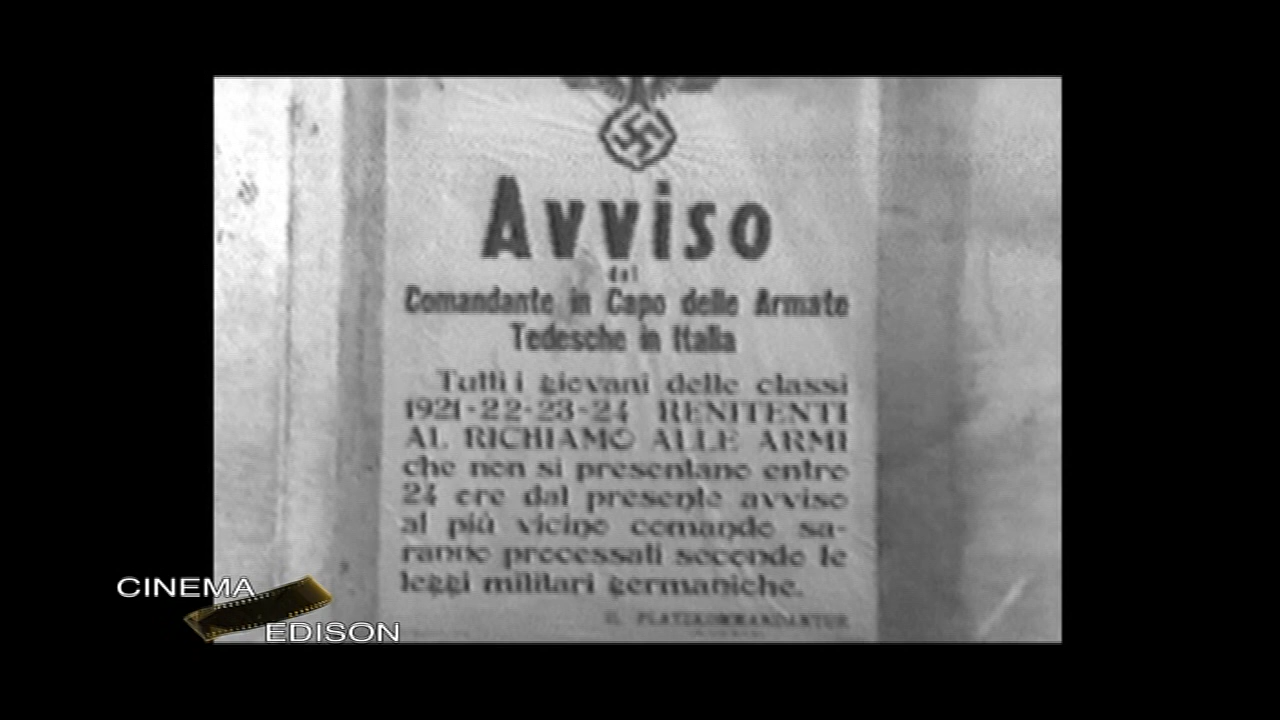 Avviso
dal
Comandante in Capo delle Armate
Tedesche in Italia
Tutti i giovani delle classi
1921-22-23-24 RENITENTI
AL RICHIAMO ALLE ARMI
che non si presentano entro
24 ore dal presente avviso
al più vicino comando sa-
ranno processati secondo le
leggi militari germaniche.
IL PLATZKOMMANDANTUR
CINEMA
EDISON